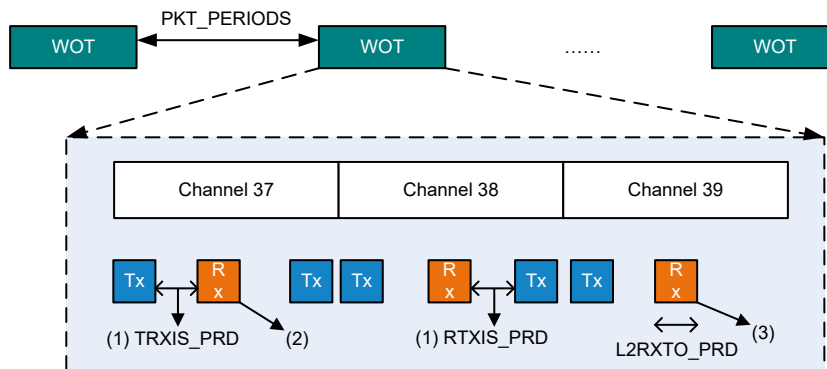 PKT_PERIODS
WOT WOT ...... WOT
Channel 37 Channel 38 Channel 39
Tx R x Tx Tx R x Tx Tx R x
(1) TRXIS_PRD (2) (1) RTXIS_PRD (3)
L2RXTO_PRD